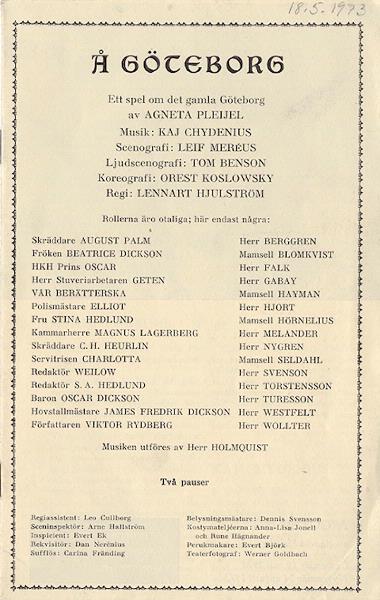 18.5.1973
Å GÖTEBORG
Ett spel om det gamla Göteborg
av AGNETA PLEIJEL
Musik: KAJ CHYDENIUS
Scenografi: LEIF MERÉUS
Ljudscenografi: TOM BENSON
Koreografi: OREST KOSLOWSKY
Regi: LENNART HJULSTRÖM
Rollerna äro otaliga; här endast några:
Skräddare AUGUST PALM Herr BERGGREN
Fröken BEATRICE DICKSON Mamsell BLOMKVIST
HKH Prins OSCAR Herr FALK
Herr Stuveriarbetaren GETEN Herr GABAY
VÅR BERÄTTERSKA Mamsell HAYMAN
Polismästare ELLIOT Herr HJORT
Fru STINA HEDLUND Mamsell HÖRNELIUS
Kammarherre MAGNUS LAGERBERG Herr MELANDER
Skräddare C. H. HEURLIN Herr NYGREN
Servitrisen CHARLOTTA Mamsell SELDAHL
Redaktör WEILOW Herr SVENSON
Redaktör S. A. HEDLUND Herr TORSTENSSON
Baron OSCAR DICKSON Herr TURESSON
Hovstallmästare JAMES FREDRIK DICKSON Herr WESTFELT
Författaren VIKTOR RYDBERG Herr WOLLTER
Musiken utföres av Herr HOLMQUIST
Två pauser
Regiassistent: Leo Cullborg
Sceninspektör: Arne Hallström
Inspicient: Evert Ek
Rekvisitör: Dan Nerénius
Sufflös: Carina Fränding
Belysningsmästare: Dennis Svensson
Kostymateljéerna: Anna-Lisa Jonell
och Rune Hägnander
Perukmakare: Evert Björk
Teaterfotograf: Werner Goldbach